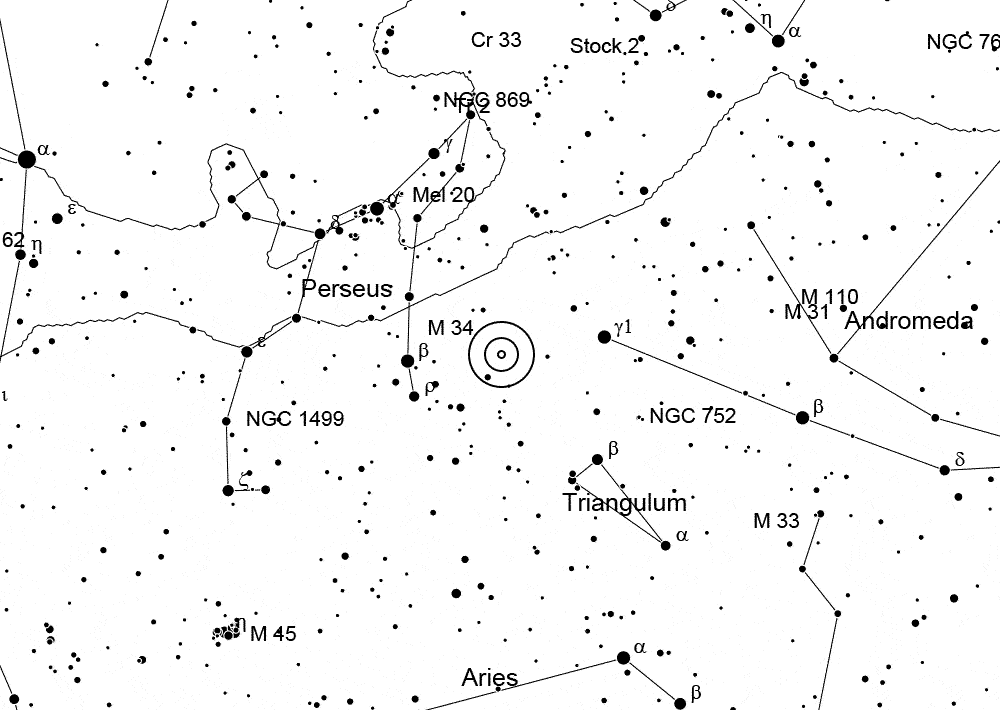 δ
η
α
Cr 33
Stock 2
NGC 76
NGC 869
Tr 2
γ
α
ε
α
Mel 20
δ
62
η
Perseus
M 110
M 31
Andromeda
M 34
γ1
β
ε
ρ
ι
NGC 1499
NGC 752
β
β
δ
ζ
Triangulum
M 33
α
η
M 45
α
Aries
β